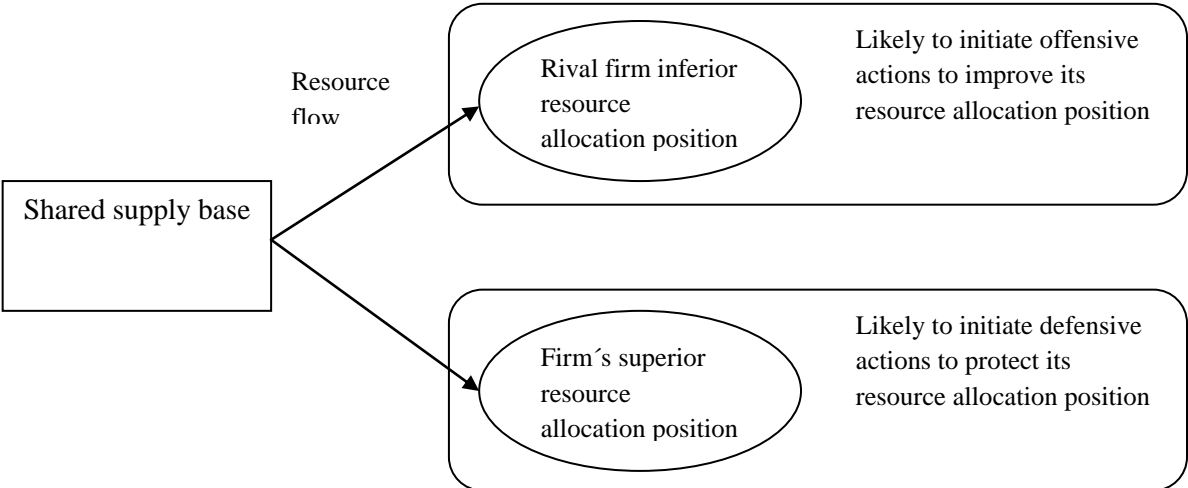 Resource
flow
Rival firm inferior
resource
allocation position
Likely to initiate offensive
actions to improve its
resource allocation position
Shared supply base
Firm´s superior
resource
allocation position
Likely to initiate defensive
actions to protect its
resource allocation position